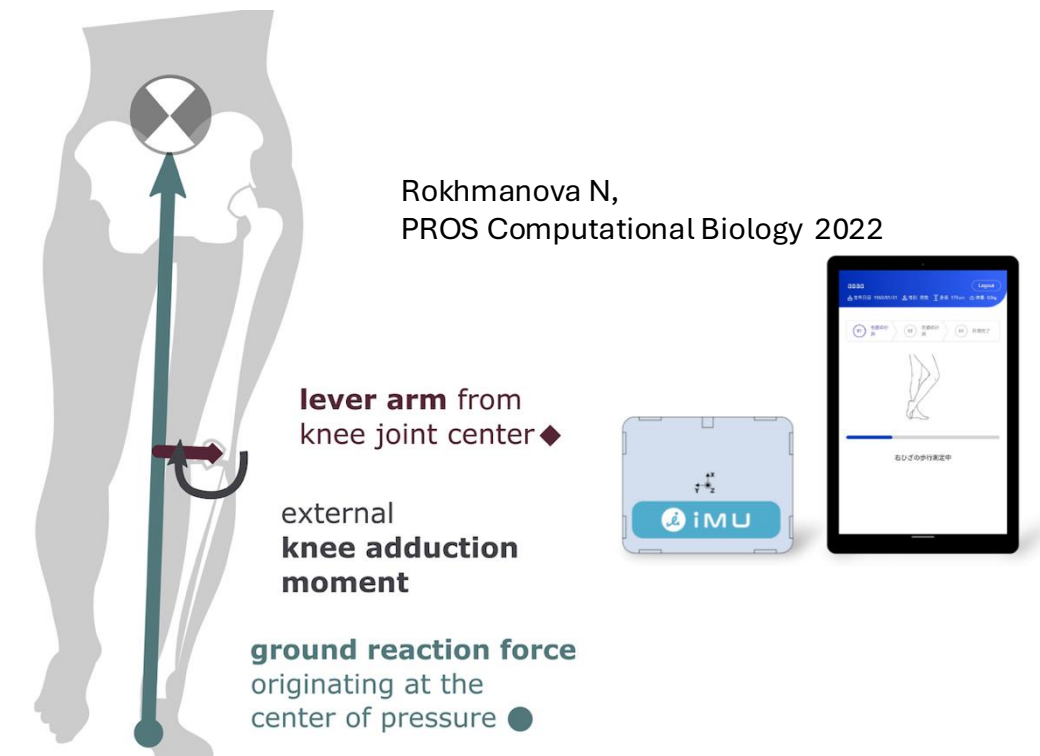 Rokhmanova N,
PROS Computational Biology 2022
lever arm from
knee joint center
external
knee adduction
moment
ground reaction force
originating at the
center of pressure
X
Y Z
iMU
Logout
右ひざの歩行測定中